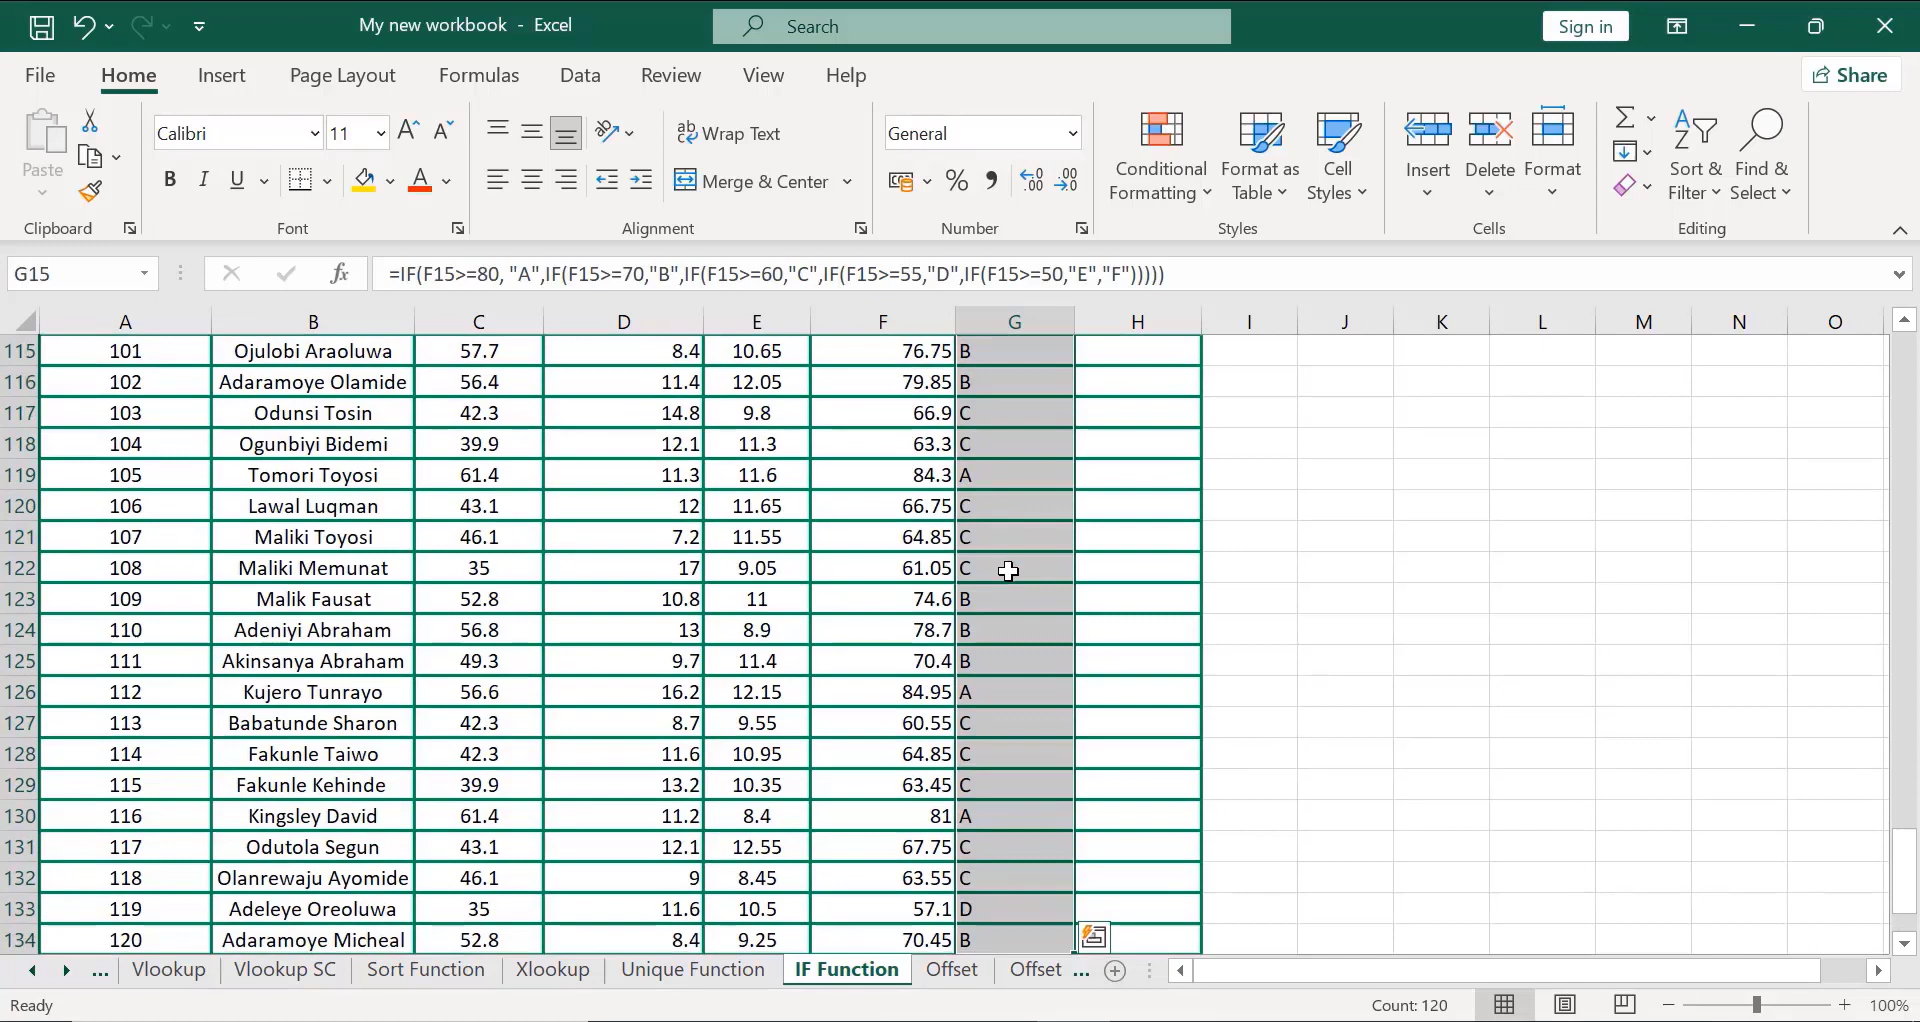 My new workbook - Excel
Search
Sign in
File Home Insert Page Layout Formulas Data Review View Help
Share
Paste
Clipboard
Calibri 11
B I U A
Font
ab Wrap Text
Merge & Center
Alignment
General
% 9 .00 .00
Number
Conditional Formatting
Format as Table
Cell Styles
Styles
Insert Delete Format
Cells
Sort & Filter
Find & Select
Editing
G15 fx =IF(F15>=80, "A",IF(F15>=70,"B",IF(F15>=60,"C",IF(F15>=55,"D",IF(F15>=50,"E","F")))))
A B C D E F G H I J K L M N O
115 101 Ojulobi Araoluwa 57.7 8.4 10.65 76.75 B
116 102 Adaramoye Olamide 56.4 11.4 12.05 79.85 B
117 103 Odunsi Tosin 42.3 14.8 9.8 66.9 C
118 104 Ogunbiyi Bidemi 39.9 12.1 11.3 63.3 C
119 105 Tomori Toyosi 61.4 11.3 11.6 84.3 A
120 106 Lawal Luqman 43.1 12 11.65 66.75 C
121 107 Maliki Toyosi 46.1 7.2 11.55 64.85 C
122 108 Maliki Memunat 35 17 9.05 61.05 C
123 109 Malik Fausat 52.8 10.8 11 74.6 B
124 110 Adeniyi Abraham 56.8 13 8.9 78.7 B
125 111 Akinsanya Abraham 49.3 9.7 11.4 70.4 B
126 112 Kujero Tunrayo 56.6 16.2 12.15 84.95 A
127 113 Babatunde Sharon 42.3 8.7 9.55 60.55 C
128 114 Fakunle Taiwo 42.3 11.6 10.95 64.85 C
129 115 Fakunle Kehinde 39.9 13.2 10.35 63.45 C
130 116 Kingsley David 61.4 11.2 8.4 81 A
131 117 Odutola Segun 43.1 12.1 12.55 67.75 C
132 118 Olanrewaju Ayomide 46.1 9 8.45 63.55 C
133 119 Adeleye Oreoluwa 35 11.6 10.5 57.1 D
134 120 Adaramoye Micheal 52.8 8.4 9.25 70.45 B
... Vlookup Vlookup SC Sort Function Xlookup Unique Function IF Function Offset Offset ...
Ready Count: 120 100%